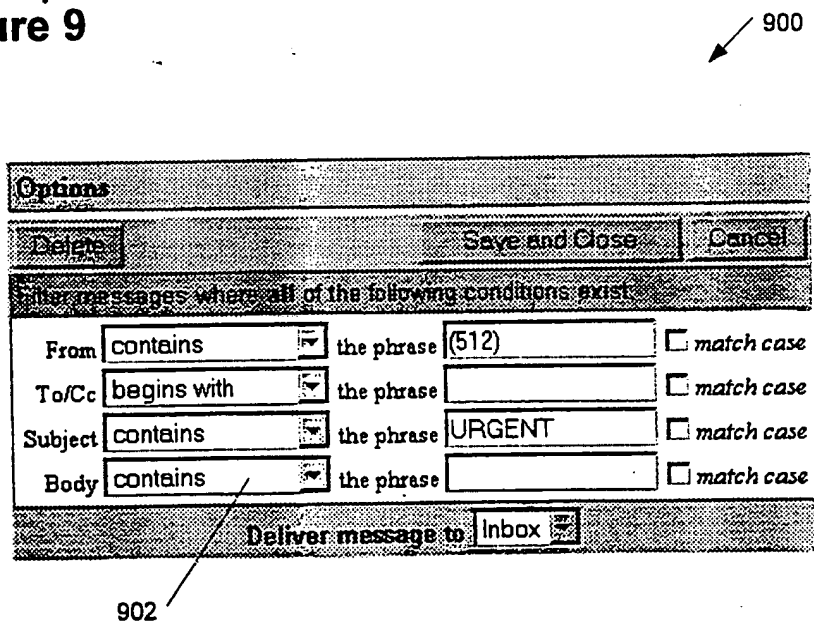 ure 9
900
Options
Delete Save and Close Cancel
Filter messages where all of the following conditions exist
From contains the phrase (512) match case
To/Cc begins with the phrase match case
Subject contains the phrase URGENT match case
Body contains the phrase match case
Deliver message to Inbox
902